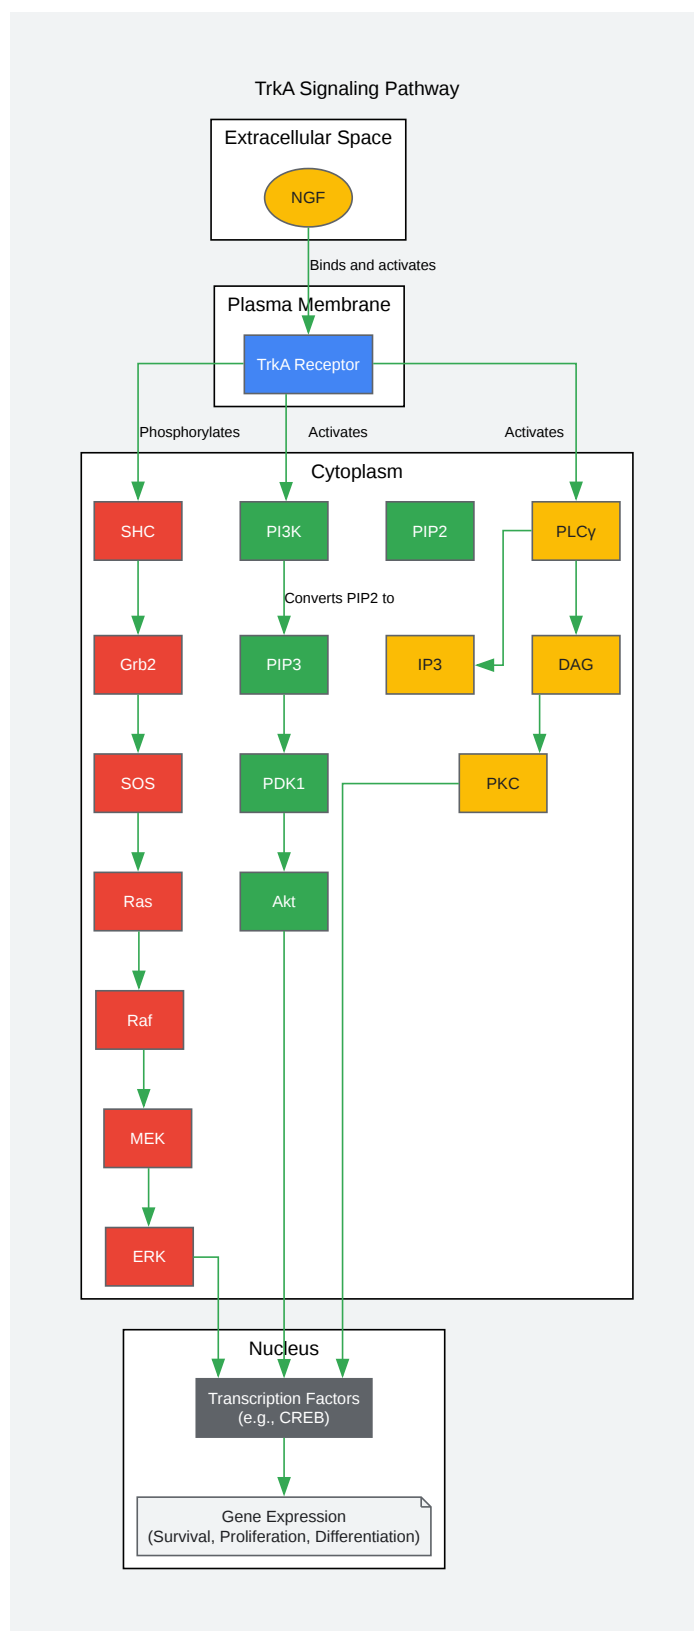 TrkA Signaling Pathway
Extracellular Space
NGF
Binds and activates
Plasma Membrane
TrkA Receptor
Phosphorylates
Activates
Activates
Cytoplasm
SHC
PI3K
PIP2
PLCγ
Converts PIP2 to
Grb2
PIP3
IP3
DAG
SOS
PDK1
PKC
Ras
Akt
Raf
MEK
ERK
Nucleus
Transcription Factors
(e.g., CREB)
Gene Expression
(Survival, Proliferation, Differentiation)